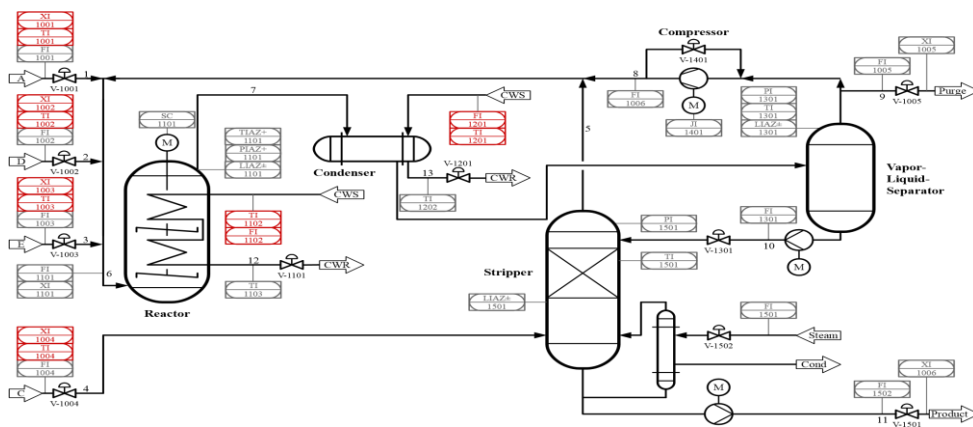 XI
1001
TI
1001
FI
1001
A
V-1001
1
XI
1002
TI
1002
FI
1002
D
V-1002
2
XI
1003
TI
1003
FI
1003
E
V-1003
3
FI
1101
XI
1101
6
XI
1004
TI
1004
FI
1004
C
V-1004
4
7
SC
1101
M
TIAZ+
1101
PIAZ+
1101
LIAZ±
1101
CWS
TI
1102
FI
1102
12
V-1101
CWR
TI
1103
Reactor
CWS
FI
1201
TI
1201
Condenser
V-1201
13
CWR
TI
1202
Compressor
V-1401
8
FI
1006
M
JI
1401
5
PI
1301
TI
1301
LIAZ±
1301
FI
1005
XI
1005
9
V-1005
Purge
Vapor-
Liquid-
Separator
PI
1501
TI
1501
FI
1301
V-1301
10
M
Stripper
LIAZ±
1501
FI
1501
V-1502
Steam
Cond
M
FI
1502
XI
1006
11
V-1501
Product